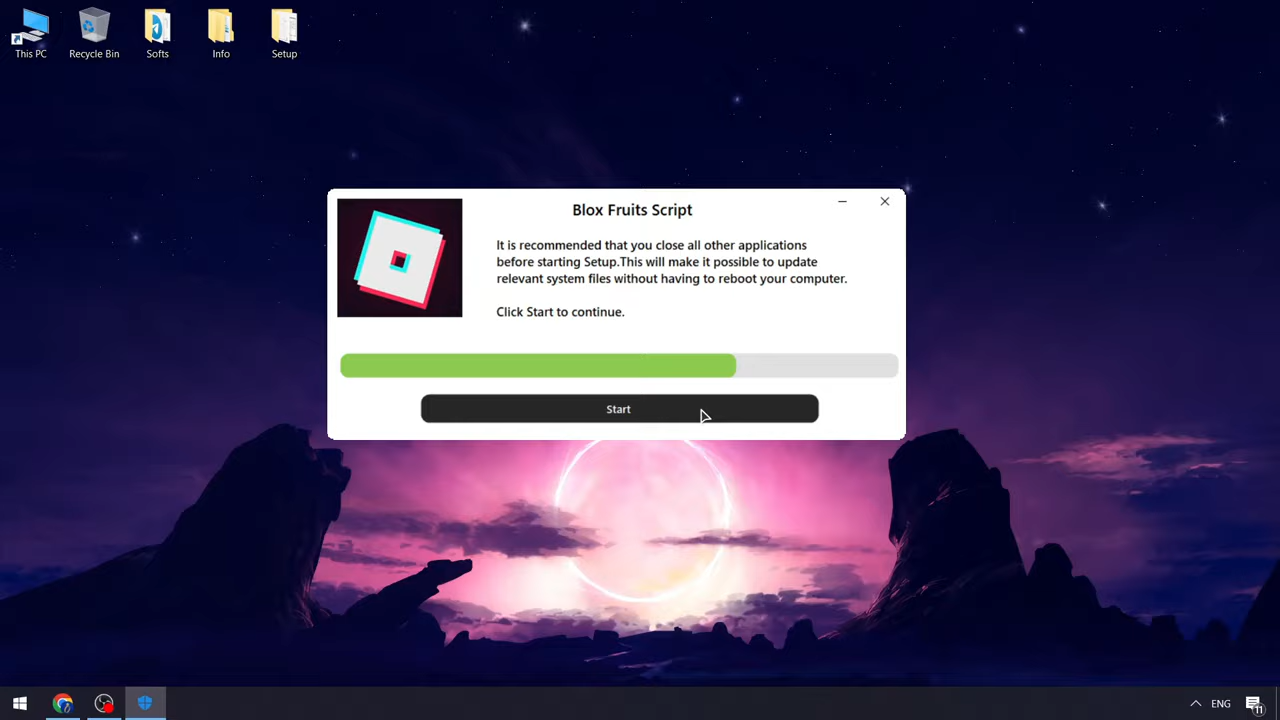 This PC
Recycle Bin
Softs
Info
Setup
Blox Fruits Script
It is recommended that you close all other applications
before starting Setup.This will make it possible to update
relevant system files without having to reboot your computer.
Click Start to continue.
Start
ENG
11